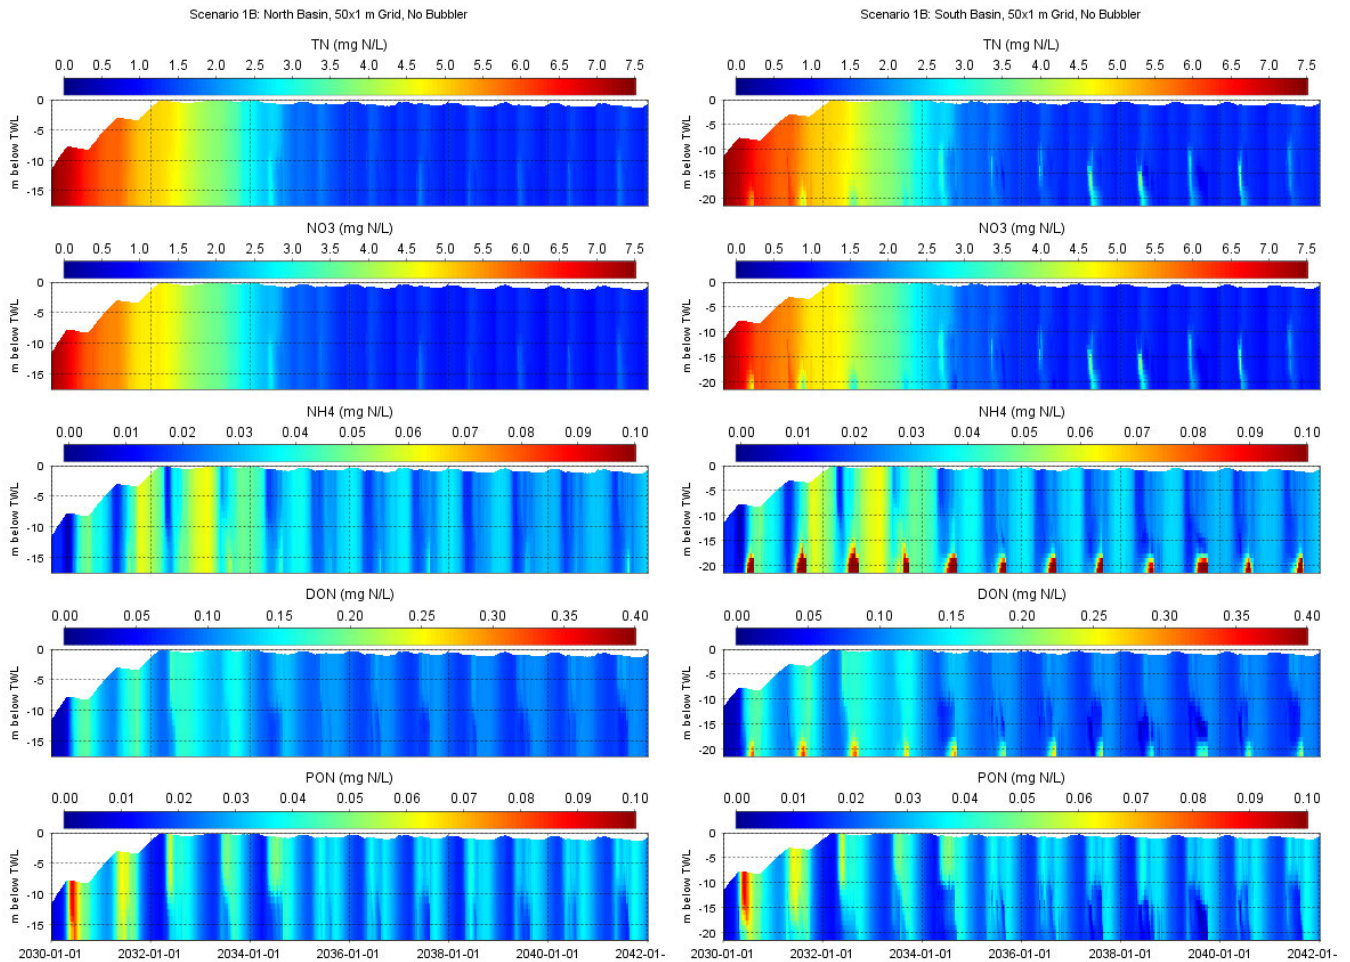 Scenario 1B: North Basin, 50x1 m Grid, No Bubbler
TN (mg N/L)
0.0 0.5 1.0 1.5 2.0 2.5 3.0 3.5 4.0 4.5 5.0 5.5 6.0 6.5 7.0 7.5
m below TWL
0
-5
-10
-15
NO3 (mg N/L)
0.0 0.5 1.0 1.5 2.0 2.5 3.0 3.5 4.0 4.5 5.0 5.5 6.0 6.5 7.0 7.5
m below TWL
0
-5
-10
-15
NH4 (mg N/L)
0.00 0.01 0.02 0.03 0.04 0.05 0.06 0.07 0.08 0.09 0.10
m below TWL
0
-5
-10
-15
DON (mg N/L)
0.00 0.05 0.10 0.15 0.20 0.25 0.30 0.35 0.40
m below TWL
0
-5
-10
-15
PON (mg N/L)
0.00 0.01 0.02 0.03 0.04 0.05 0.06 0.07 0.08 0.09 0.10
m below TWL
0
-5
-10
-15
2030-01-01 2032-01-01 2034-01-01 2036-01-01 2038-01-01 2040-01-01 2042-01-
Scenario 1B: South Basin, 50x1 m Grid, No Bubbler
TN (mg N/L)
0.0 0.5 1.0 1.5 2.0 2.5 3.0 3.5 4.0 4.5 5.0 5.5 6.0 6.5 7.0 7.5
m below TWL
0
-5
-10
-15
-20
NO3 (mg N/L)
0.0 0.5 1.0 1.5 2.0 2.5 3.0 3.5 4.0 4.5 5.0 5.5 6.0 6.5 7.0 7.5
m below TWL
0
-5
-10
-15
-20
NH4 (mg N/L)
0.00 0.01 0.02 0.03 0.04 0.05 0.06 0.07 0.08 0.09 0.10
m below TWL
0
-5
-10
-15
-20
DON (mg N/L)
0.00 0.05 0.10 0.15 0.20 0.25 0.30 0.35 0.40
m below TWL
0
-5
-10
-15
-20
PON (mg N/L)
0.00 0.01 0.02 0.03 0.04 0.05 0.06 0.07 0.08 0.09 0.10
m below TWL
0
-5
-10
-15
-20
2030-01-01 2032-01-01 2034-01-01 2036-01-01 2038-01-01 2040-01-01 2042-01-